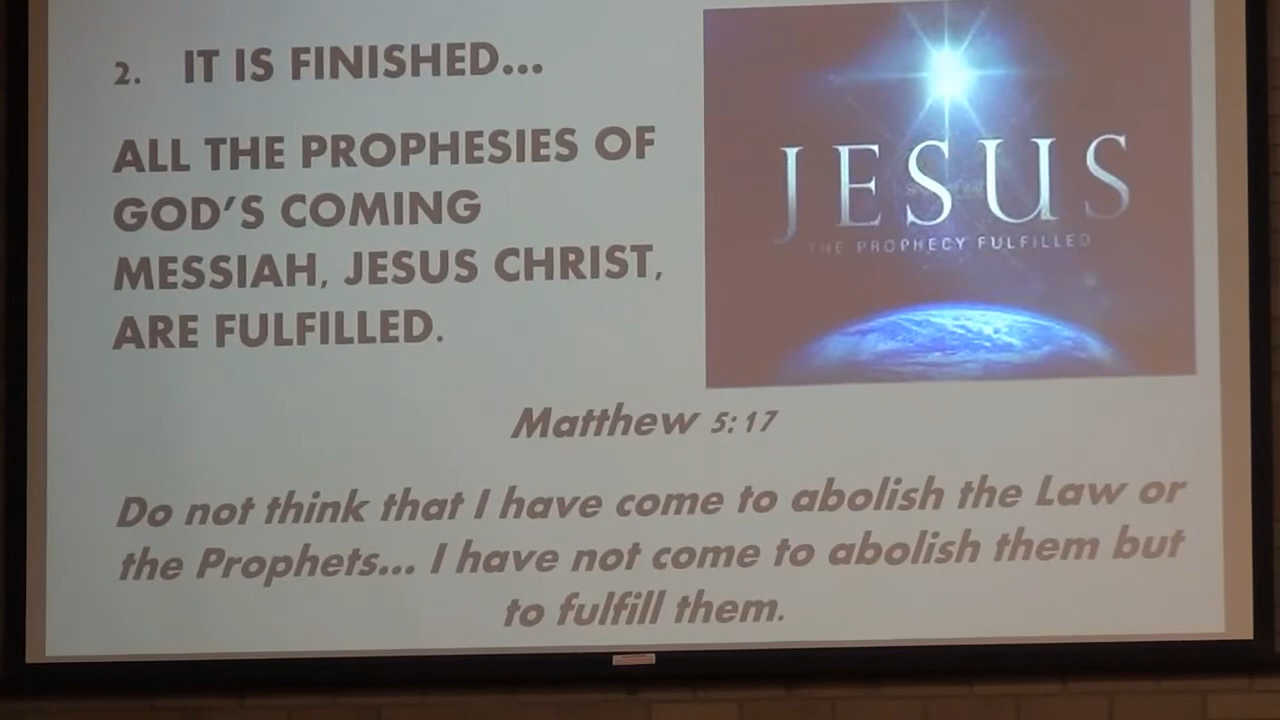 2. IT IS FINISHED...
ALL THE PROPHESIES OF
GOD'S COMING
MESSIAH, JESUS CHRIST,
ARE FULFILLED.
JESUS
THE PROPHECY FULFILLED
Matthew 5:17
Do not think that I have come to abolish the Law or
the Prophets... I have not come to abolish them but
to fulfill them.